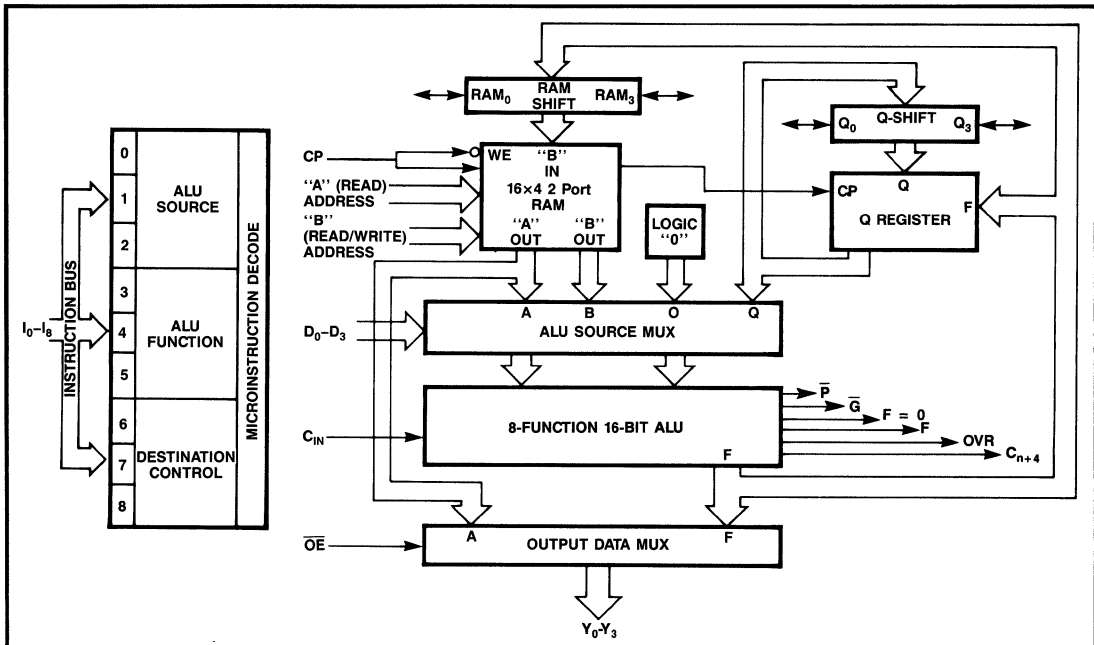 RAM0 RAM SHIFT RAM3
Q0 Q-SHIFT Q3
INSTRUCTION BUS
I0–I8
0
1
2
3
4
5
6
7
8
ALU SOURCE
ALU FUNCTION
DESTINATION CONTROL
MICROINSTRUCTION DECODE
CP
"A" (READ) ADDRESS
"B" (READ/WRITE) ADDRESS
WE "B" IN
16×4 2 Port RAM
"A" OUT "B" OUT
LOGIC "0"
CP Q F
Q REGISTER
D0–D3
A B O Q
ALU SOURCE MUX
CIN
8-FUNCTION 16-BIT ALU
F
P̅
G̅
F = 0
F
OVR
Cn+4
O̅E̅
A F
OUTPUT DATA MUX
Y0-Y3